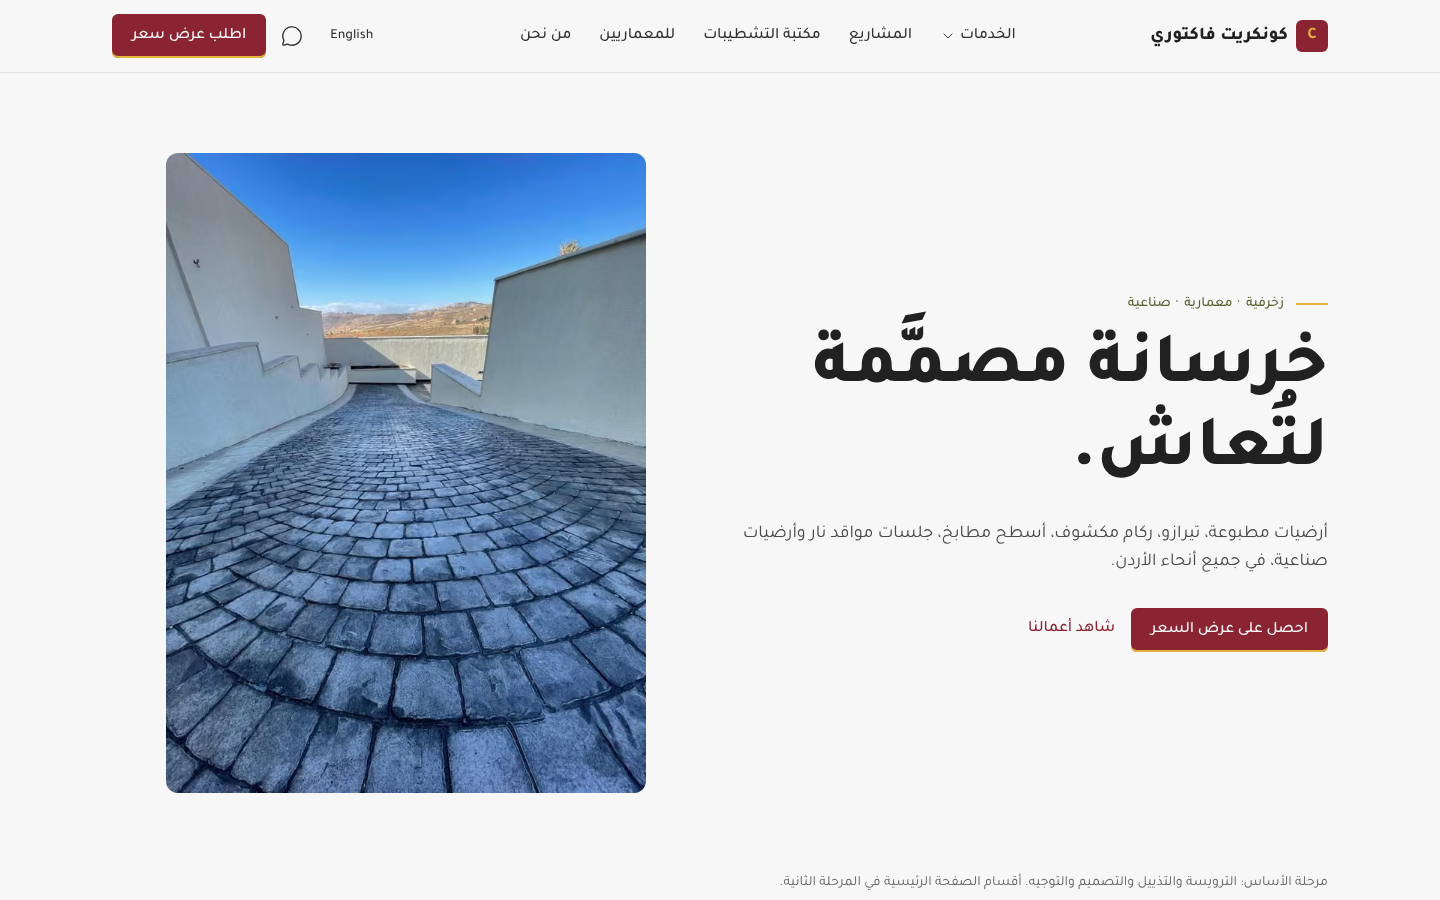 C كونكريت فاكتوري
الخدمات
المشاريع
مكتبة التشطيبات
للمعماريين
من نحن
English
اطلب عرض سعر
زخرفية · معمارية · صناعية
خرسانة مصمَّمة
لتُعاش.
أرضيات مطبوعة، تيرازو، ركام مكشوف، أسطح مطابخ، جلسات مواقد نار وأرضيات
صناعية، في جميع أنحاء الأردن.
احصل على عرض السعر
شاهد أعمالنا
مرحلة الأساس: الترويسة والتذييل والتصميم والتوجيه. أقسام الصفحة الرئيسية في المرحلة الثانية.